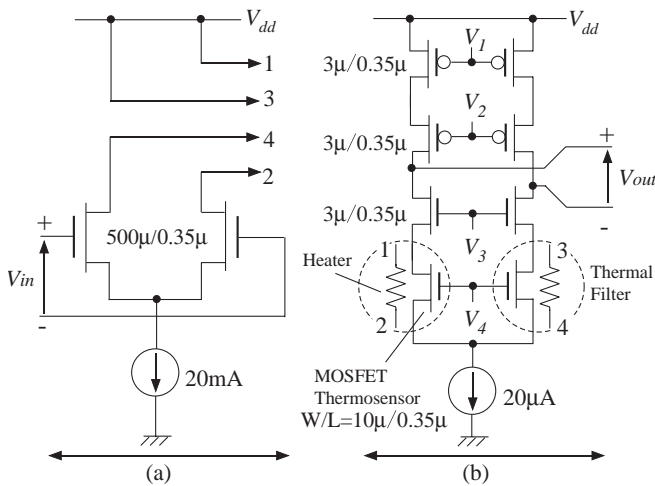 Vdd
1
3
4
2
+
500μ/0.35μ
Vin
-
20mA
(a)
Vdd
3μ/0.35μ
V1
V2
3μ/0.35μ
+
Vout
-
3μ/0.35μ
V3
Heater
1
3
Thermal
Filter
2
4
V4
MOSFET
Thermosensor
W/L=10μ/0.35μ
20μA
(b)